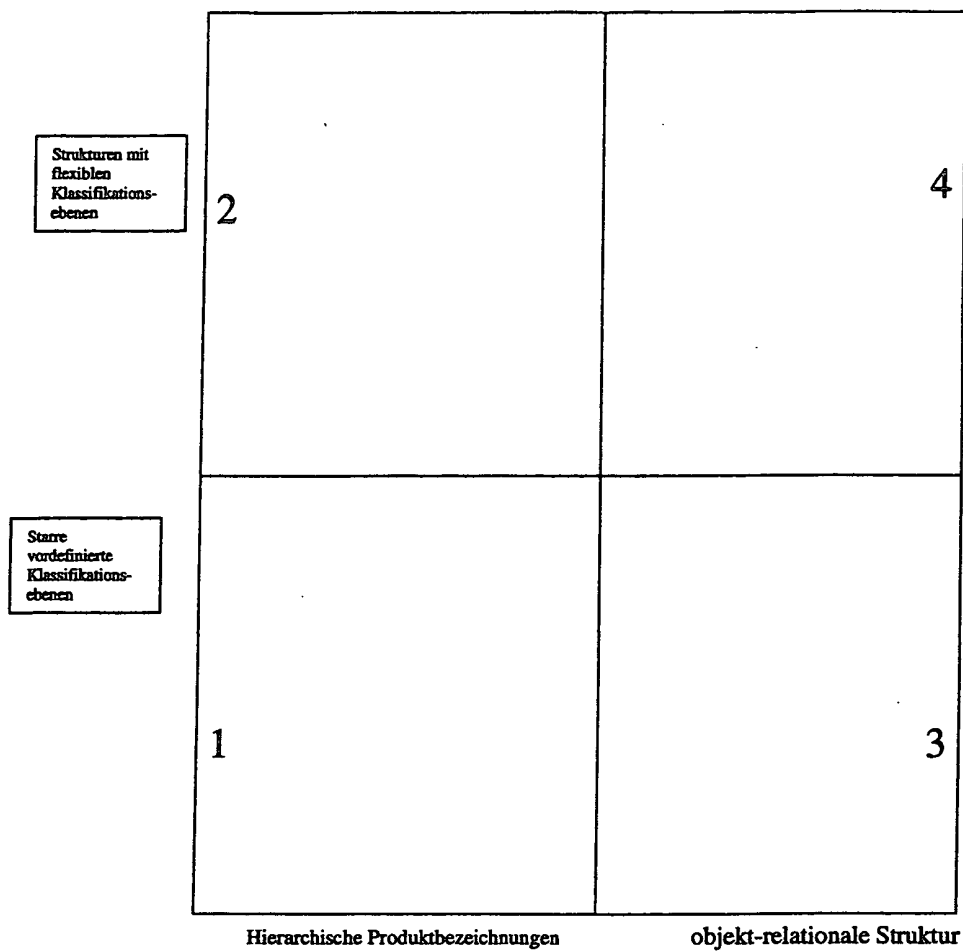 Strukturen mit
flexiblen
Klassifikations-
ebenen
2
4
Starre
vordefinierte
Klassifikations-
ebenen
1
3
Hierarchische Produktbezeichnungen
objekt-relationale Struktur